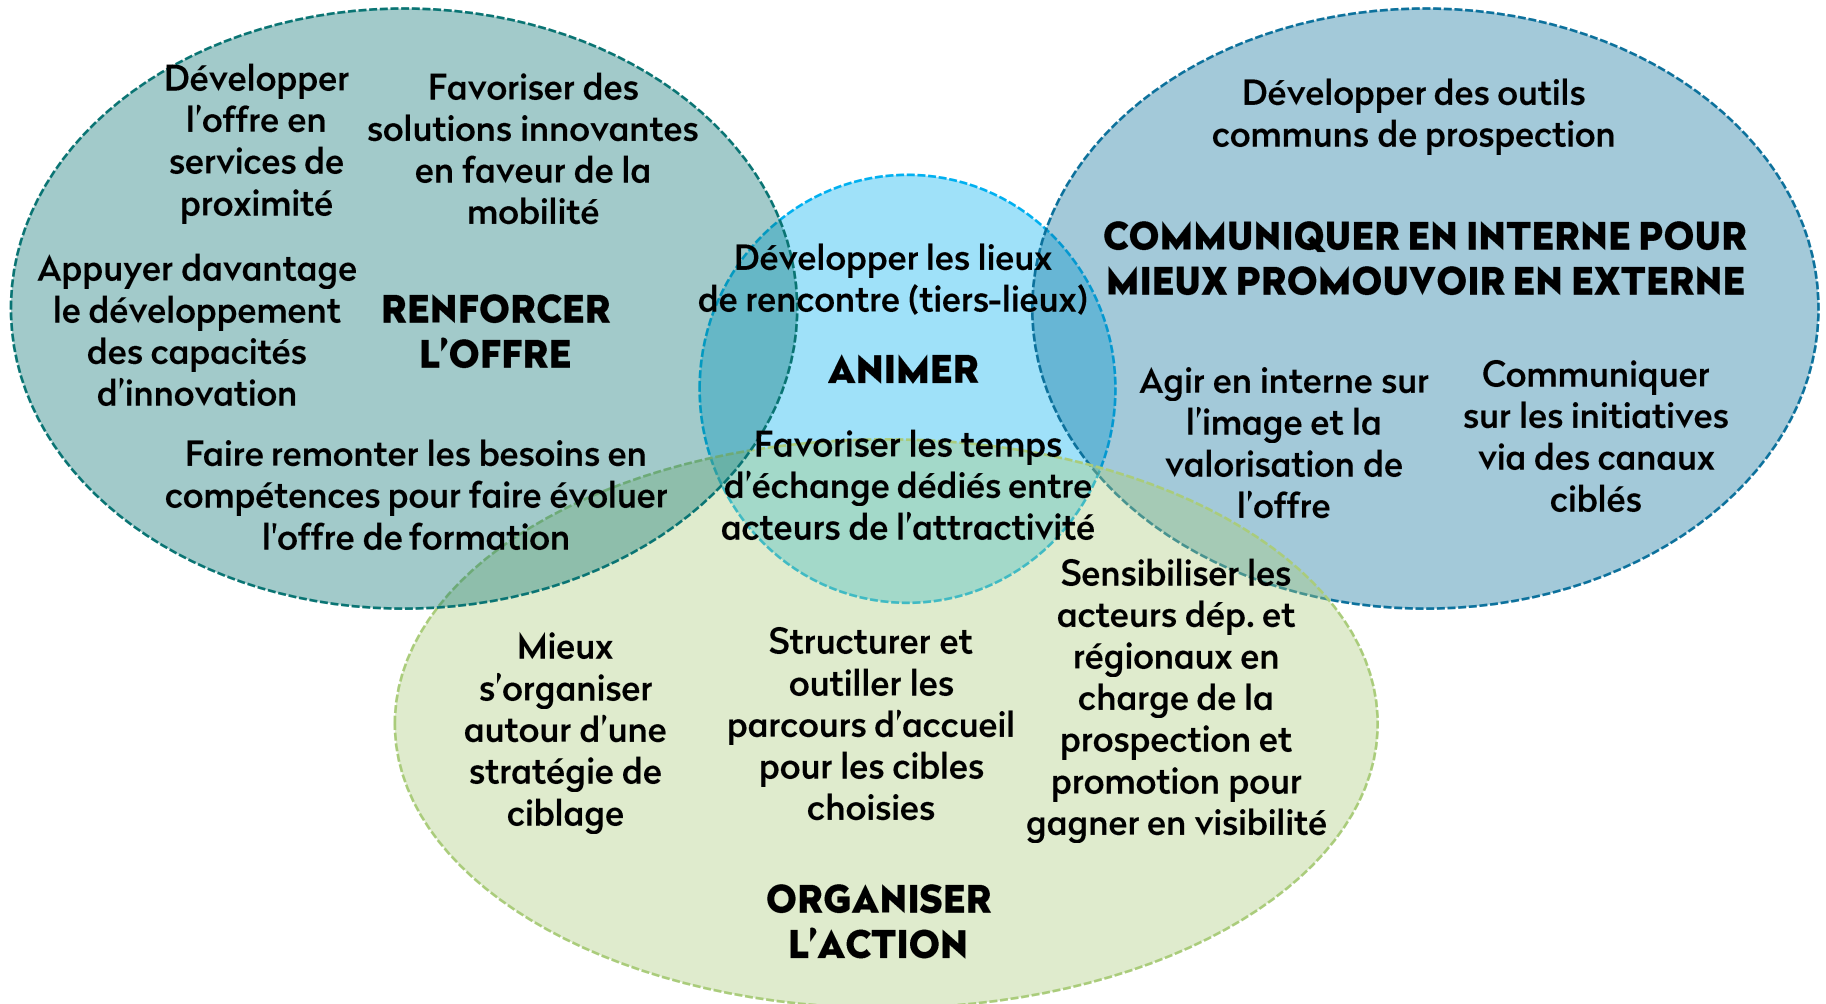 Développer
l’offre en
services de
proximité
Favoriser des
solutions innovantes
en faveur de la
mobilité
Appuyer davantage
le développement
des capacités
d’innovation
RENFORCER
L’OFFRE
Faire remonter les besoins en
compétences pour faire évoluer
l'offre de formation
Développer les lieux
de rencontre (tiers-lieux)
ANIMER
Favoriser les temps
d’échange dédiés entre
acteurs de l’attractivité
Développer des outils
communs de prospection
COMMUNIQUER EN INTERNE POUR
MIEUX PROMOUVOIR EN EXTERNE
Agir en interne sur
l’image et la
valorisation de
l’offre
Communiquer
sur les initiatives
via des canaux
ciblés
Mieux
s’organiser
autour d’une
stratégie de
ciblage
Structurer et
outiller les
parcours d’accueil
pour les cibles
choisies
Sensibiliser les
acteurs dép. et
régionaux en
charge de la
prospection et
promotion pour
gagner en visibilité
ORGANISER
L’ACTION